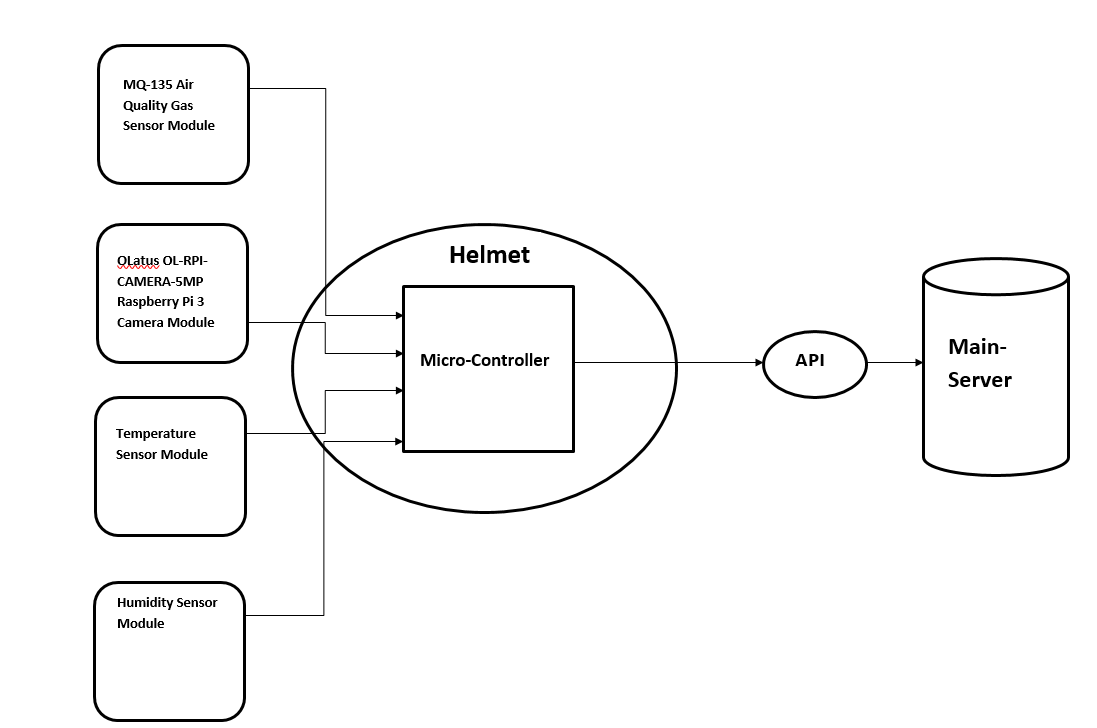 MQ-135 Air
Quality Gas
Sensor Module
OLatus OL-RPI-
CAMERA-5MP
Raspberry Pi 3
Camera Module
Temperature
Sensor Module
Humidity Sensor
Module
Helmet
Micro-Controller
API
Main-
Server